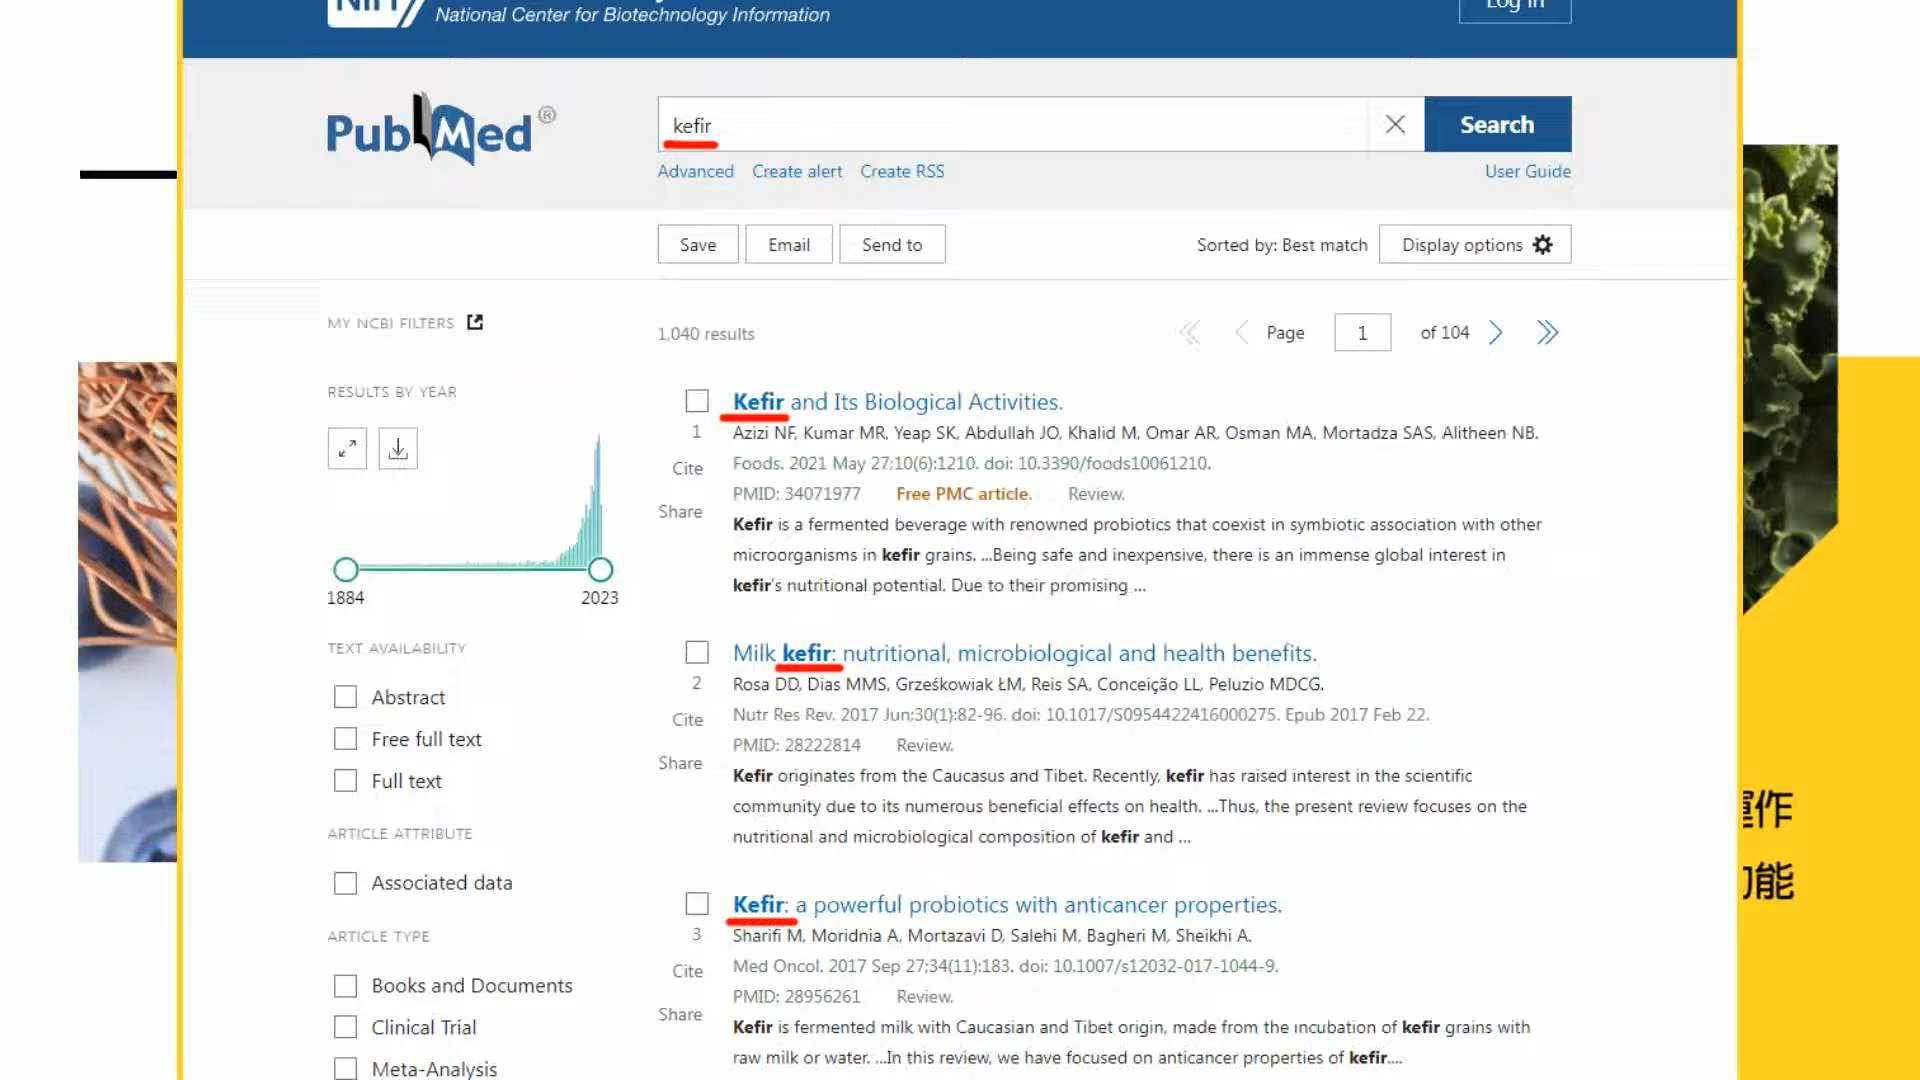 National Center for Biotechnology Information
Log in
PubMed®
kefir
Search
Advanced Create alert Create RSS
User Guide
Save Email Send to
Sorted by: Best match
Display options
MY NCBI FILTERS
1,040 results
Page 1 of 104
RESULTS BY YEAR
1884
2023
TEXT AVAILABILITY
Abstract
Free full text
Full text
ARTICLE ATTRIBUTE
Associated data
ARTICLE TYPE
Books and Documents
Clinical Trial
Meta-Analysis
Kefir and Its Biological Activities.
1
Cite
Share
Azizi NF, Kumar MR, Yeap SK, Abdullah JO, Khalid M, Omar AR, Osman MA, Mortadza SAS, Alitheen NB.
Foods. 2021 May 27;10(6):1210. doi: 10.3390/foods10061210.
PMID: 34071977 Free PMC article. Review.
Kefir is a fermented beverage with renowned probiotics that coexist in symbiotic association with other
microorganisms in kefir grains. ...Being safe and inexpensive, there is an immense global interest in
kefir's nutritional potential. Due to their promising ...
Milk kefir: nutritional, microbiological and health benefits.
2
Cite
Share
Rosa DD, Dias MMS, Grześkowiak ŁM, Reis SA, Conceição LL, Peluzio MDCG.
Nutr Res Rev. 2017 Jun;30(1):82-96. doi: 10.1017/S0954422416000275. Epub 2017 Feb 22.
PMID: 28222814 Review.
Kefir originates from the Caucasus and Tibet. Recently, kefir has raised interest in the scientific
community due to its numerous beneficial effects on health. ...Thus, the present review focuses on the
nutritional and microbiological composition of kefir and ...
Kefir: a powerful probiotics with anticancer properties.
3
Cite
Share
Sharifi M, Moridnia A, Mortazavi D, Salehi M, Bagheri M, Sheikhi A.
Med Oncol. 2017 Sep 27;34(11):183. doi: 10.1007/s12032-017-1044-9.
PMID: 28956261 Review.
Kefir is fermented milk with Caucasian and Tibet origin, made from the incubation of kefir grains with
raw milk or water. ...In this review, we have focused on anticancer properties of kefir....
作
能